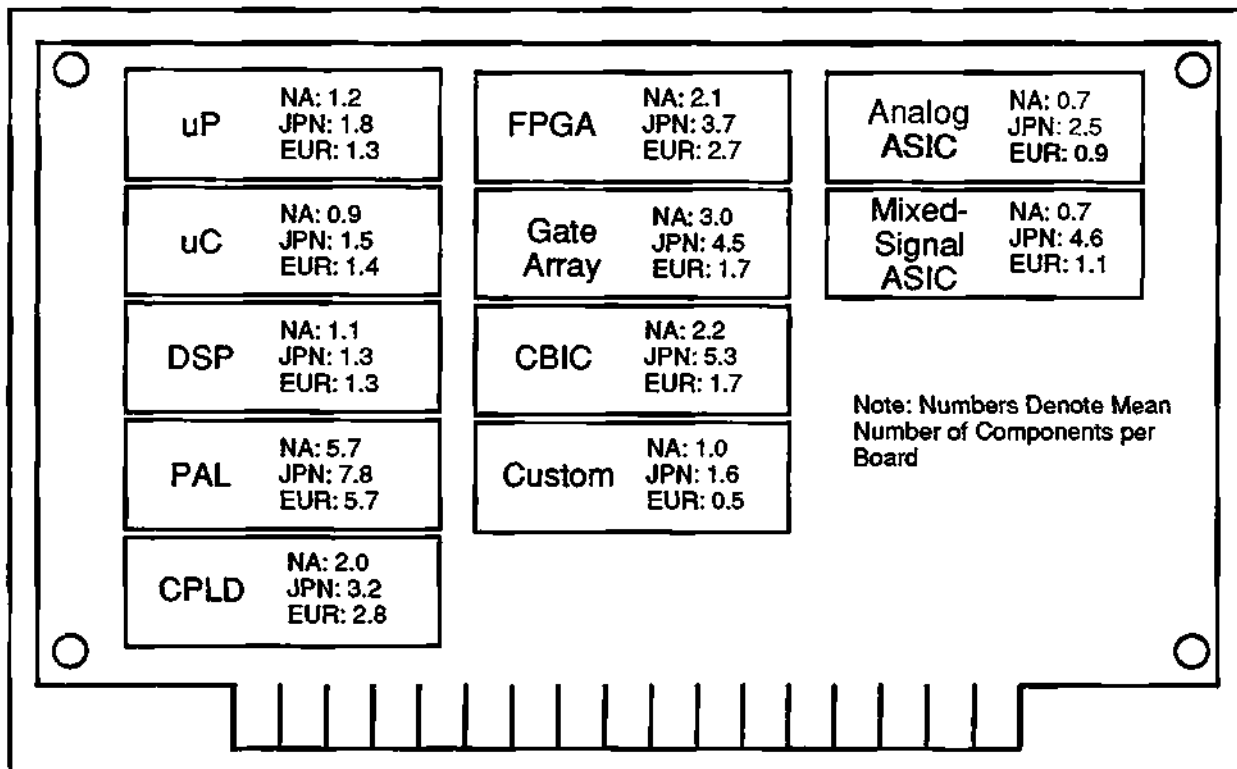 uP
NA: 1.2
JPN: 1.8
EUR: 1.3
uC
NA: 0.9
JPN: 1.5
EUR: 1.4
DSP
NA: 1.1
JPN: 1.3
EUR: 1.3
PAL
NA: 5.7
JPN: 7.8
EUR: 5.7
CPLD
NA: 2.0
JPN: 3.2
EUR: 2.8
FPGA
NA: 2.1
JPN: 3.7
EUR: 2.7
Gate
Array
NA: 3.0
JPN: 4.5
EUR: 1.7
CBIC
NA: 2.2
JPN: 5.3
EUR: 1.7
Custom
NA: 1.0
JPN: 1.6
EUR: 0.5
Analog
ASIC
NA: 0.7
JPN: 2.5
EUR: 0.9
Mixed-
Signal
ASIC
NA: 0.7
JPN: 4.6
EUR: 1.1
Note: Numbers Denote Mean
Number of Components per
Board